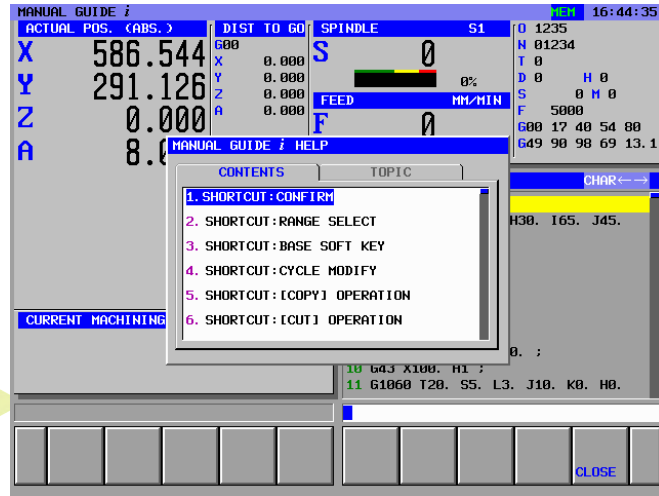 MANUAL GUIDE i MEM 16:44:35
ACTUAL POS. (ABS.)
X 586.544
Y 291.126
Z 0.000
A
DIST TO GO
G00
X 0.000
Y 0.000
Z 0.000
A 0.000
SPINDLE S1
S 0
0%
FEED MM/MIN
F 0
O 1235
N 01234
T 0
D 0 H 0
S 0 M 0
F 5000
G00 17 40 54 80
G49 90 98 69 13.1
MANUAL GUIDE i HELP
CONTENTS TOPIC
1. SHORTCUT:CONFIRM
2. SHORTCUT:RANGE SELECT
3. SHORTCUT:BASE SOFT KEY
4. SHORTCUT:CYCLE MODIFY
5. SHORTCUT:[COPY] OPERATION
6. SHORTCUT:[CUT] OPERATION
CHAR←→
H30. I65. J45.
CURRENT MACHINING
0. ;
10 G43 X100. H1 ;
11 G1060 T20. S5. L3. J10. K0. H0.
CLOSE